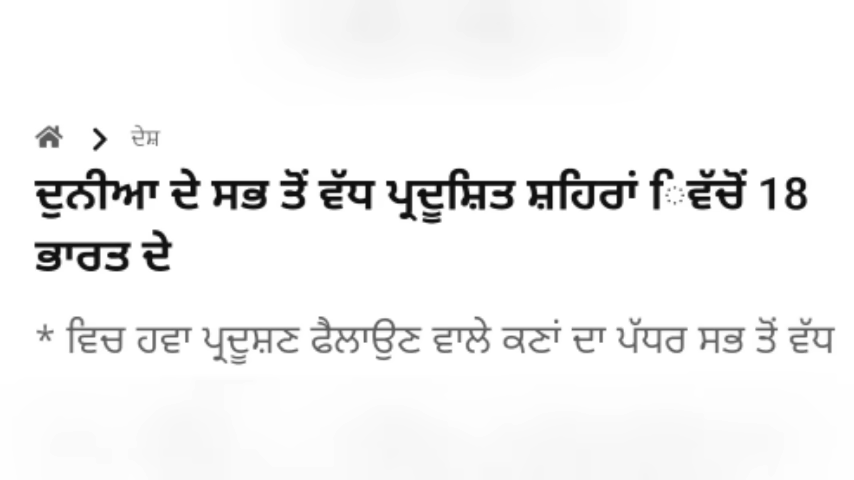 ਦੇਸ਼
ਦੁਨੀਆ ਦੇ ਸਭ ਤੋਂ ਵੱਧ ਪ੍ਰਦੂਸ਼ਿਤ ਸ਼ਹਿਰਾਂ ਿਵੱਚੋਂ 18
ਭਾਰਤ ਦੇ
* ਵਿਚ ਹਵਾ ਪ੍ਰਦੂਸ਼ਣ ਫੈਲਾਉਣ ਵਾਲੇ ਕਣਾਂ ਦਾ ਪੱਧਰ ਸਭ ਤੋਂ ਵੱਧ